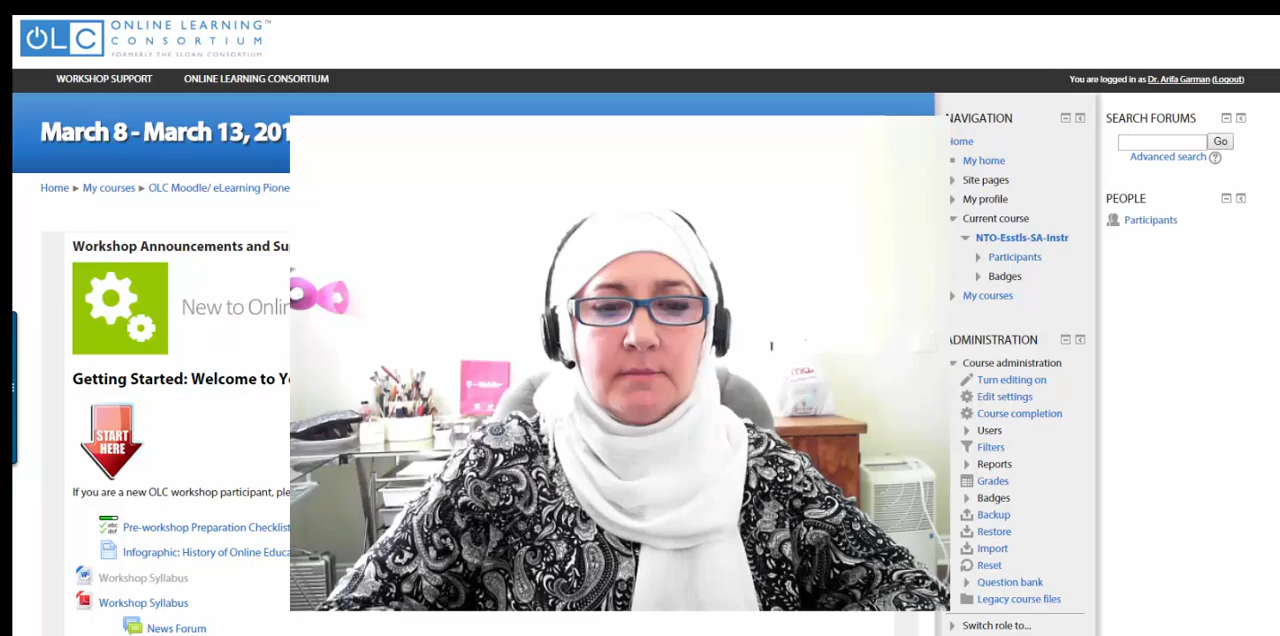 OLC ONLINE LEARNING™
CONSORTIUM
FORMERLY THE SLOAN CONSORTIUM
WORKSHOP SUPPORT ONLINE LEARNING CONSORTIUM
You are logged in as Dr. Arifa Garman (Logout)
March 8 - March 13, 201
Home ► My courses ► OLC Moodle/ eLearning Pione
Workshop Announcements and Su
New to Onlin
Getting Started: Welcome to Y
START
HERE
If you are a new OLC workshop participant, ple
Pre-workshop Preparation Checklist
Infographic: History of Online Educa
Workshop Syllabus
Workshop Syllabus
News Forum
NAVIGATION
Home
My home
Site pages
My profile
Current course
NTO-Esstls-SA-Instr
Participants
Badges
My courses
ADMINISTRATION
Course administration
Turn editing on
Edit settings
Course completion
Users
Filters
Reports
Grades
Badges
Backup
Restore
Import
Reset
Question bank
Legacy course files
Switch role to...
SEARCH FORUMS
Go
Advanced search ?
PEOPLE
Participants